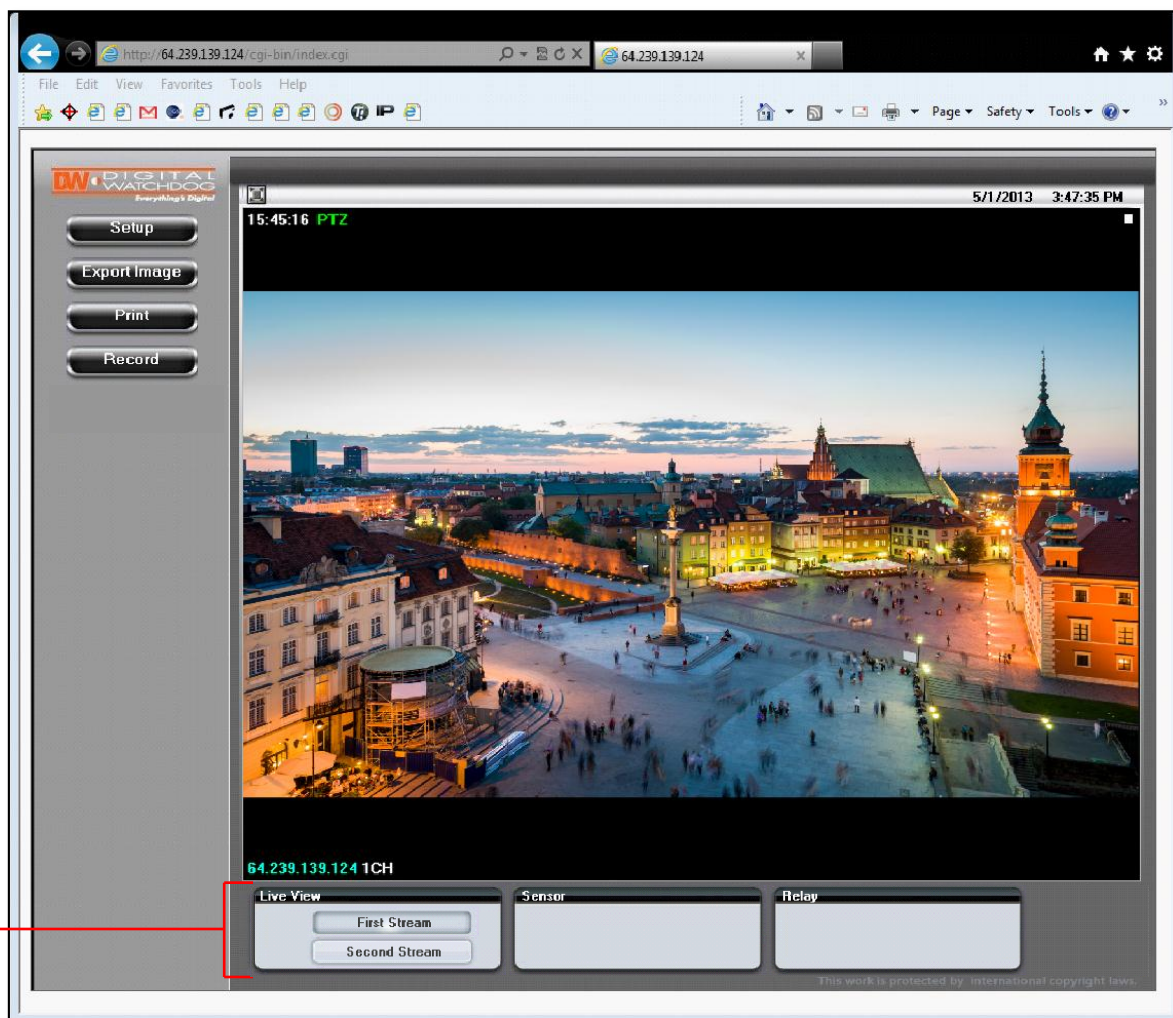 http://64.239.139.124/cgi-bin/index.cgi
64.239.139.124
File Edit View Favorites Tools Help
Page Safety Tools
DW DIGITAL WATCHDOG
Everything's Digital
5/1/2013 3:47:35 PM
Setup
Export Image
Print
Record
15:45:16 PTZ
64.239.139.124 1CH
Live View
First Stream
Second Stream
Sensor
Relay
This work is protected by international copyright laws.